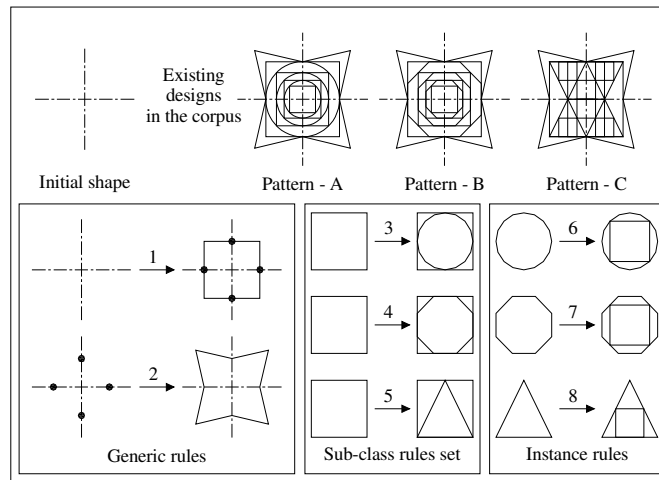 Existing
designs
in the corpus
Initial shape
Pattern - A
Pattern - B
Pattern - C
1
2
Generic rules
3
4
5
Sub-class rules set
6
7
8
Instance rules